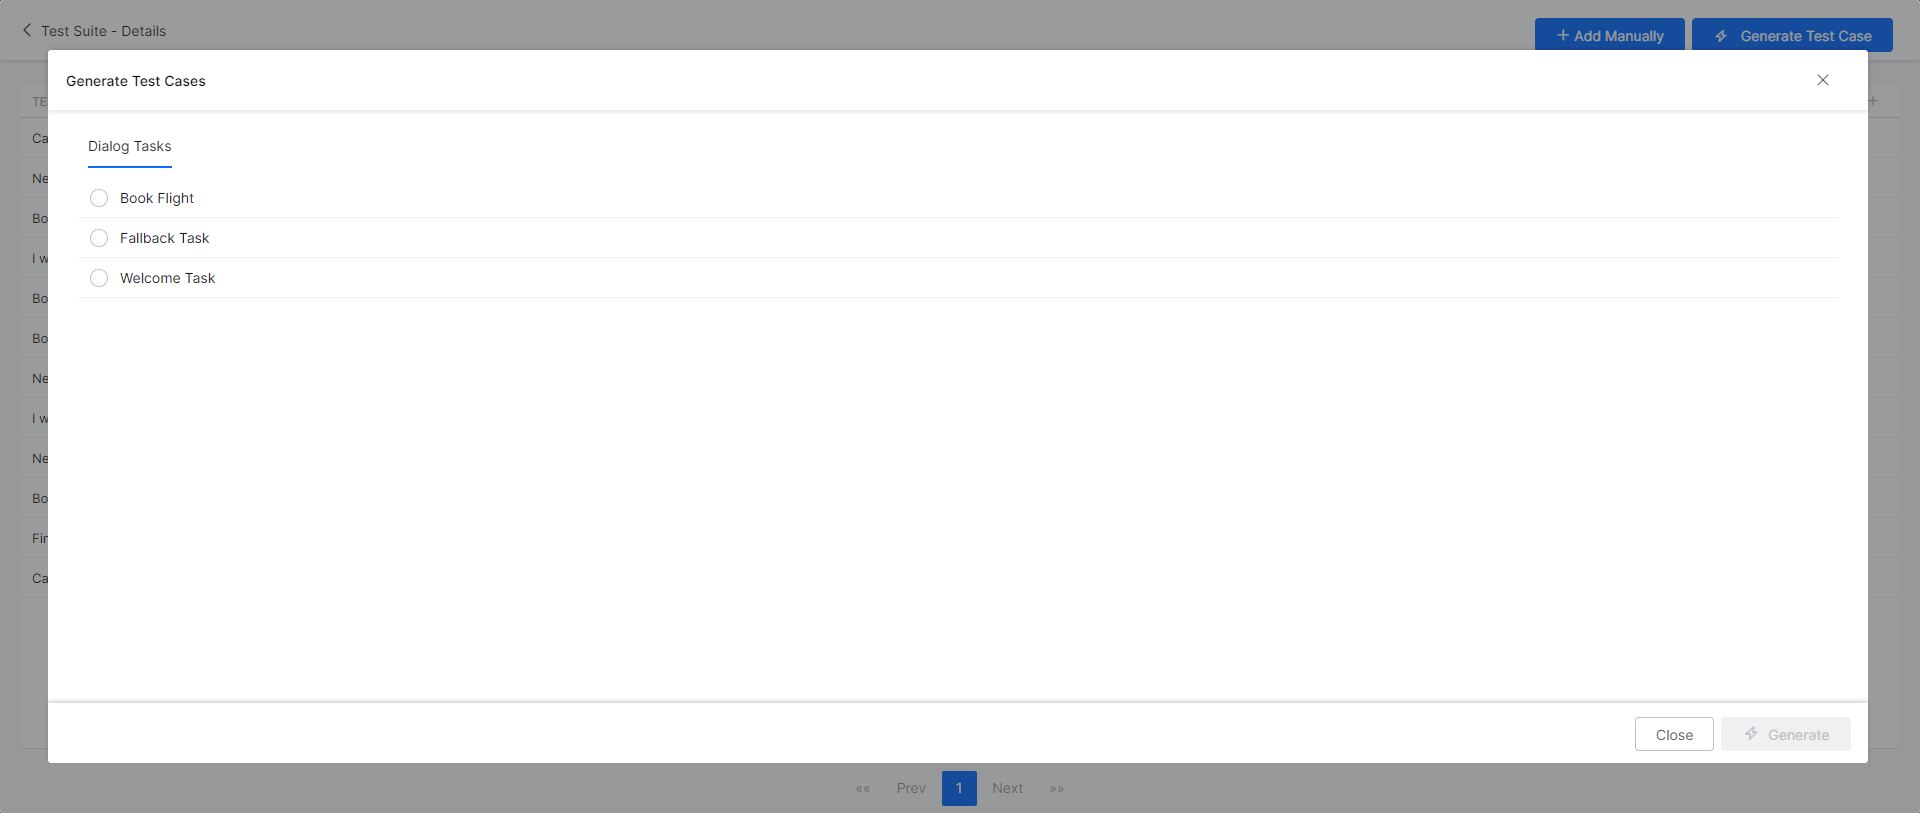 Test Suite - Details
Add Manually
Generate Test Case
Generate Test Cases
TE
Dialog Tasks
Ca
Ne
Book Flight
Bo
Fallback Task
I w
Welcome Task
Bo
Bo
Ne
I w
Ne
Bo
Fin
Ca
Close
Generate
«« Prev 1 Next »»